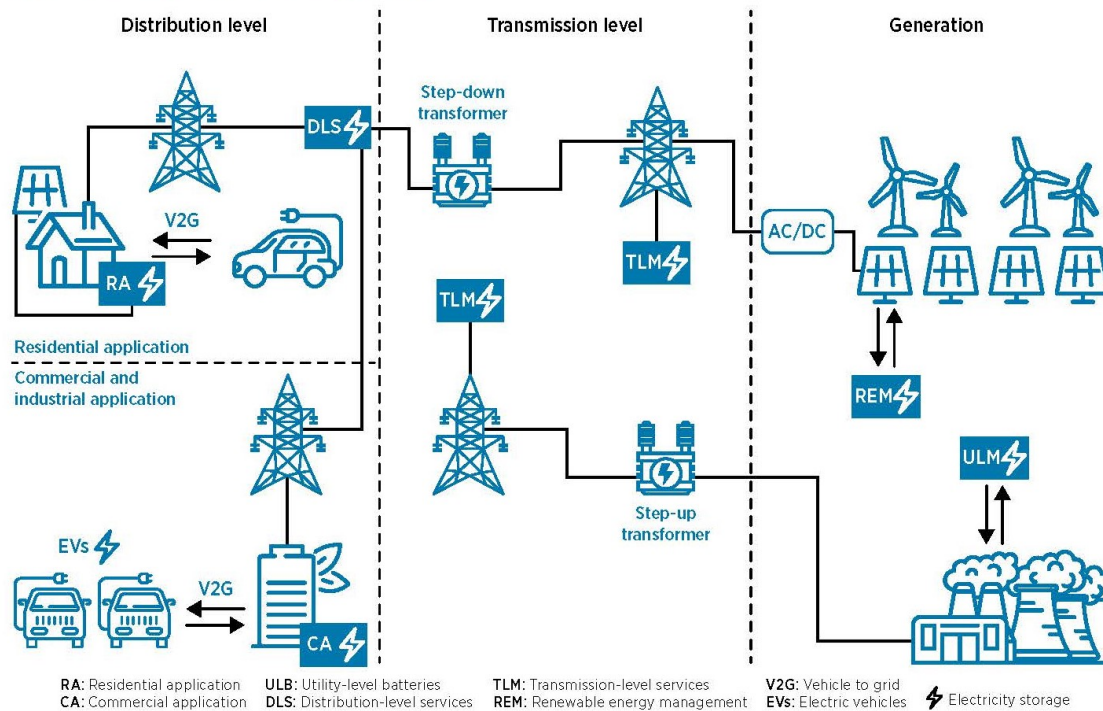 Distribution level
Transmission level
Generation
Step-down
transformer
DLS
V2G
AC/DC
TLM
RA
TLM
Residential application
Commercial and
industrial application
REM
ULM
Step-up
transformer
EVs
V2G
CA
RA: Residential application
ULB: Utility-level batteries
TLM: Transmission-level services
V2G: Vehicle to grid
CA: Commercial application
DLS: Distribution-level services
REM: Renewable energy management
EVs: Electric vehicles
Electricity storage